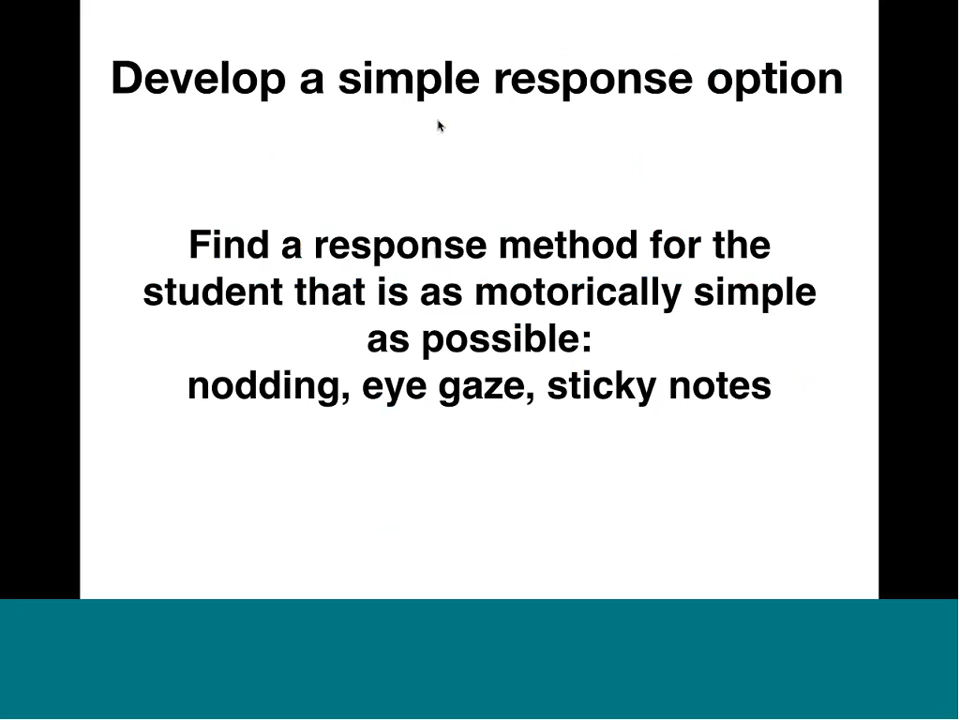 Develop a simple response option
Find a response method for the
student that is as motorically simple
as possible:
nodding, eye gaze, sticky notes